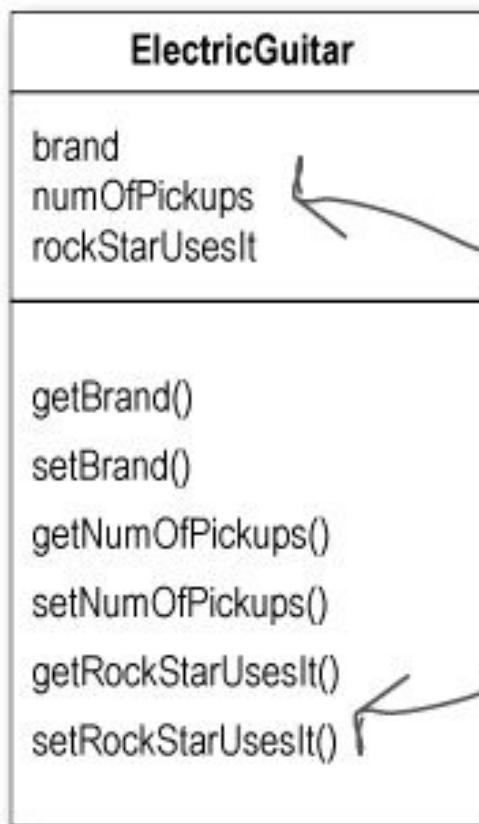 ElectricGuitar
brand
numOfPickups
rockStarUsesIt
getBrand()
setBrand()
getNumOfPickups()
setNumOfPickups()
getRockStarUsesIt()
setRockStarUsesIt()